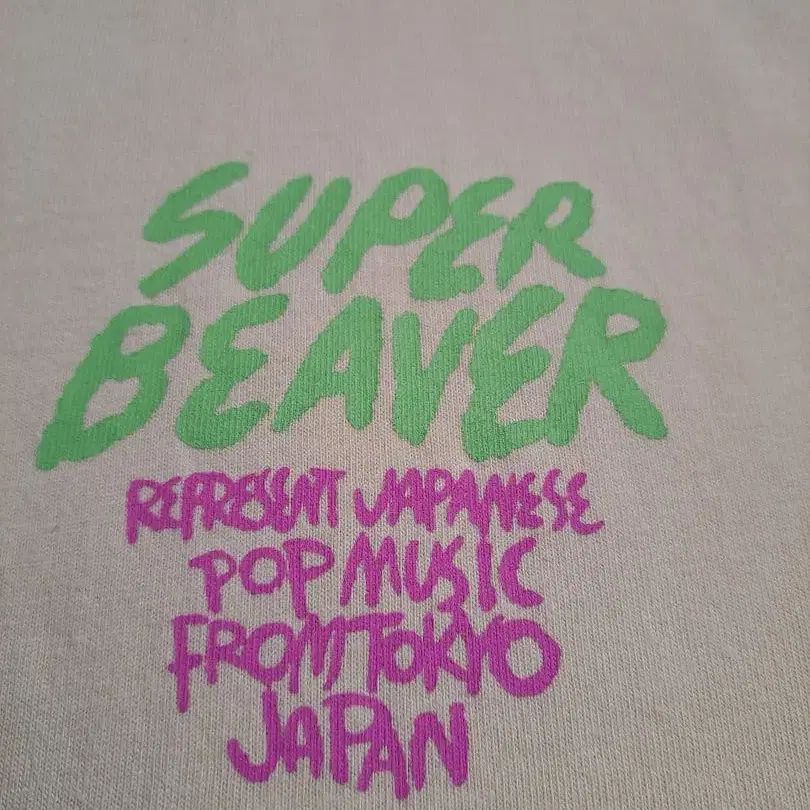 SUPER
BEAVER
REPRESENT JAPANESE
POP MUSIC
FROM TOKYO
JAPAN